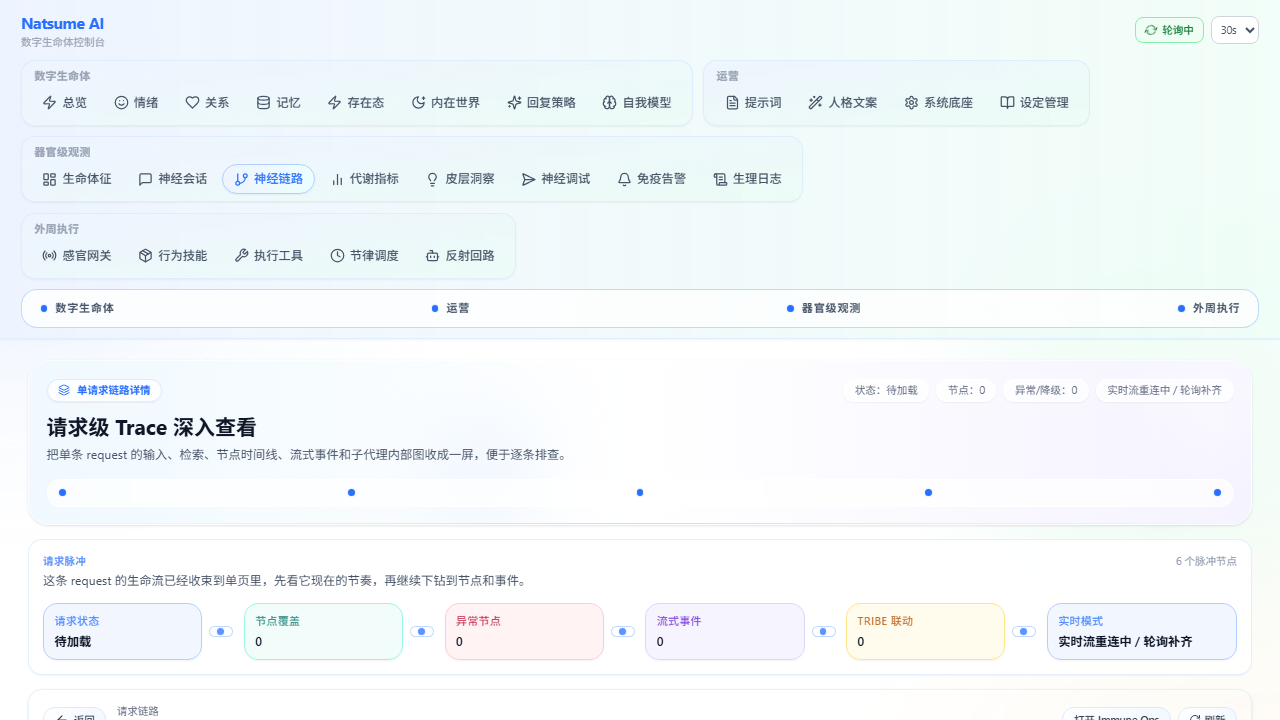 Natsume AI
数字生命体控制台
轮询中
30s
数字生命体
总览
情绪
关系
记忆
存在态
内在世界
回复策略
自我模型
运营
提示词
人格文案
系统底座
设定管理
器官级观测
生命体征
神经会话
神经链路
代谢指标
皮层洞察
神经调试
免疫告警
生理日志
外周执行
感官网关
行为技能
执行工具
节律调度
反射回路
数字生命体
运营
器官级观测
外周执行
单请求链路详情
状态：待加载
节点：0
异常/降级：0
实时流重连中 / 轮询补齐
请求级 Trace 深入查看
把单条 request 的输入、检索、节点时间线、流式事件和子代理内部图收成一屏，便于逐条排查。
请求脉冲
6 个脉冲节点
这条 request 的生命流已经收束到单页里，先看它现在的节奏，再继续下钻到节点和事件。
请求状态
待加载
节点覆盖
0
异常节点
0
流式事件
0
TRIBE 联动
0
实时模式
实时流重连中 / 轮询补齐
返回
请求链路
打开 Immune Ops
刷新